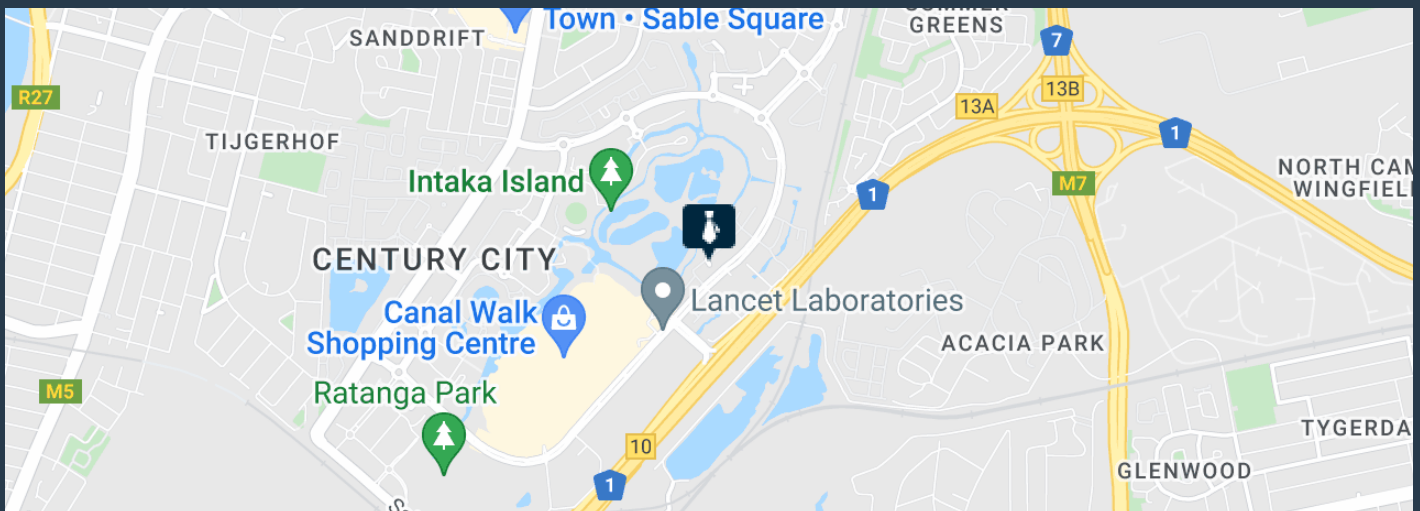 Town • Sable Square
GREENS
SANDDRIFT
7
R27
13B
13A
TIJGERHOF
1
Intaka Island
NORTH CAM
WINGFIEL
M7
1
CENTURY CITY
Lancet Laboratories
Canal Walk
Shopping Centre
ACACIA PARK
M5
Ratanga Park
TYGERDA
10
GLENWOOD
1
S